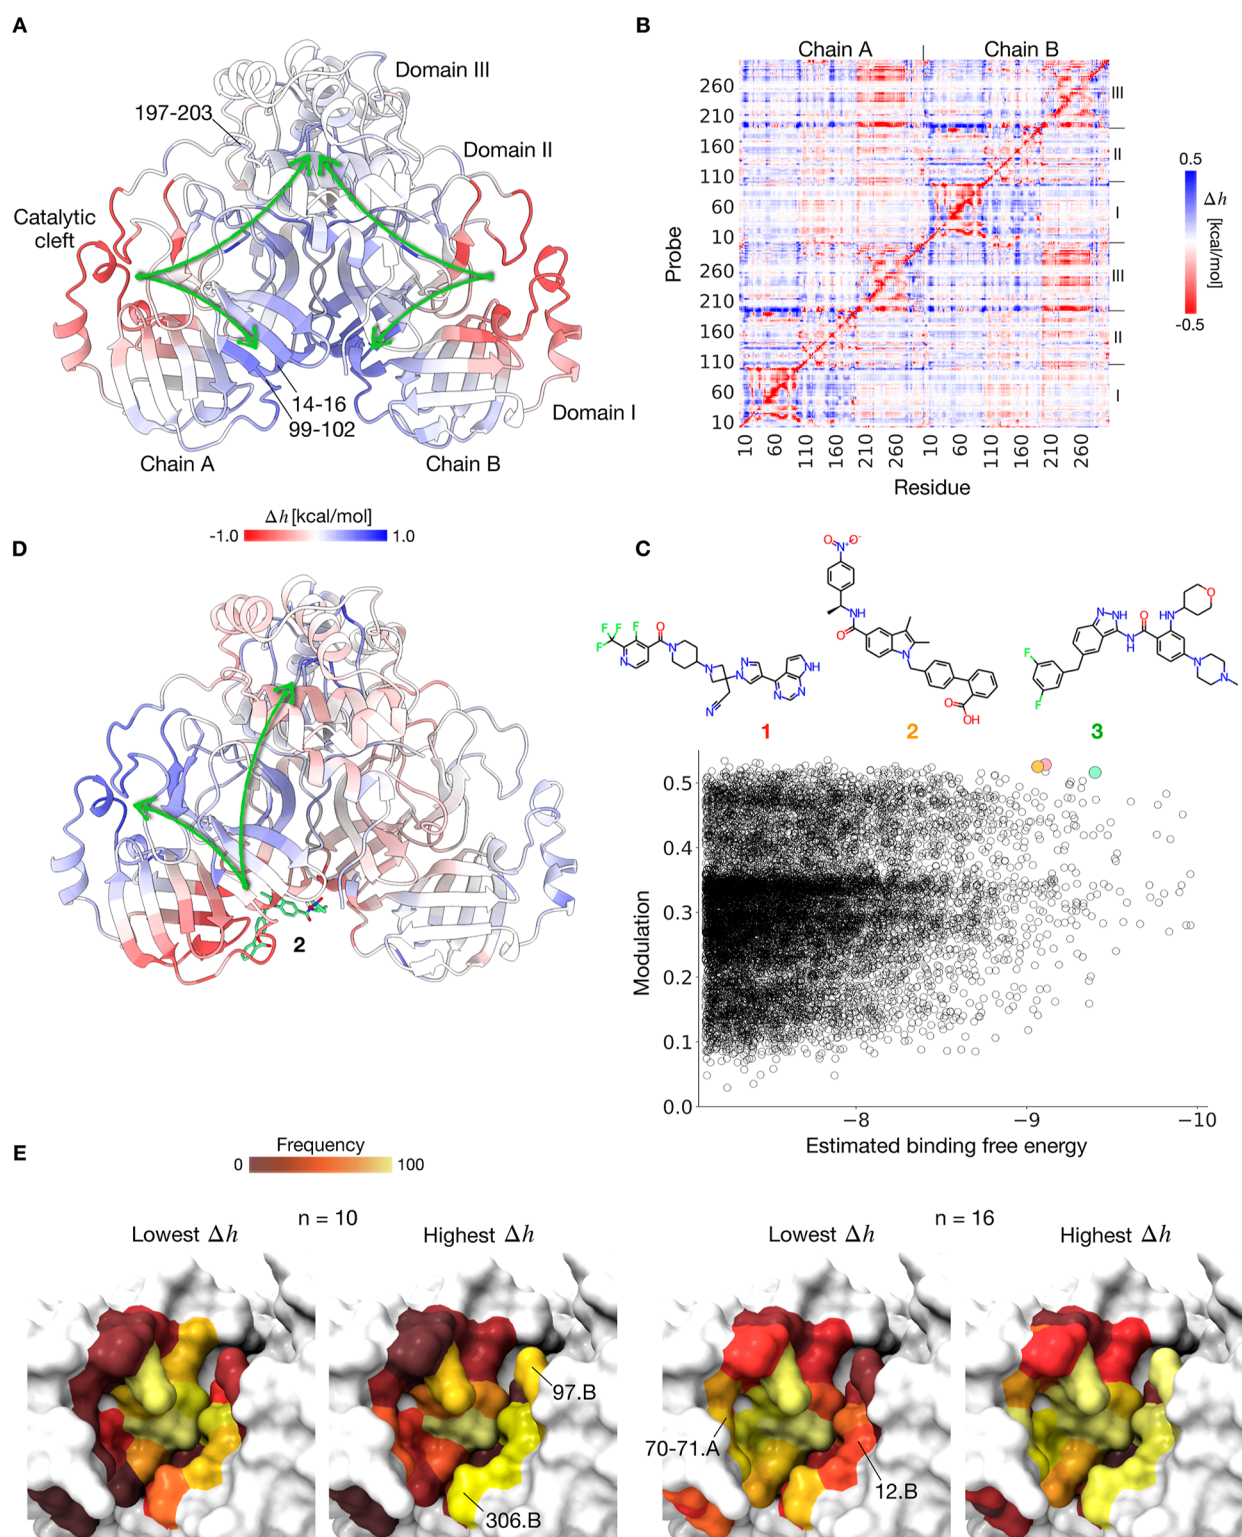 A
Domain III
197-203
Domain II
Catalytic
cleft
14-16
99-102
Domain I
Chain A
Chain B
B
Chain A
Chain B
260
210
160
110
60
10
260
210
160
110
60
10
Probe
III
II
I
III
II
I
10
60
110
160
210
260
10
60
110
160
210
260
Residue
0.5
Δh
[kcal/mol]
-0.5
Δh [kcal/mol]
-1.0
1.0
D
2
C
O
N+
O-
NH
O
N
O
OH
F
F
F
F
N
O
N
N
N
N
N
N
N
NH
N
N
2H
O
HN
HN
O
N
N
F
F
1
2
3
0.5
0.4
0.3
0.2
0.1
0.0
Modulation
−8
−9
−10
Estimated binding free energy
E
Frequency
0
100
n = 10
Lowest Δh
Highest Δh
97.B
306.B
n = 16
Lowest Δh
Highest Δh
70-71.A
12.B